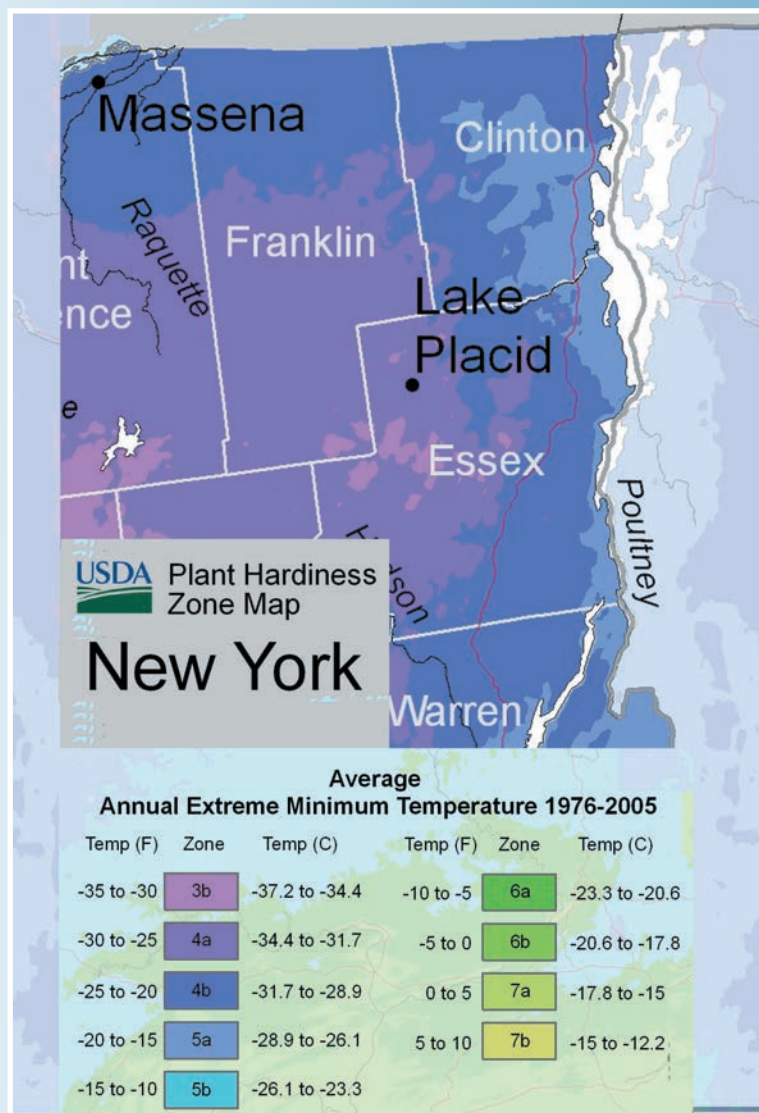 Massena
Clinton
Raquette
Franklin
nt
ence
Lake
Placid
e
Essex
Poultney
Hudson
USDA
Plant Hardiness
Zone Map
New York
Warren
Average
Annual Extreme Minimum Temperature 1976-2005
Temp (F) Zone Temp (C) Temp (F) Zone Temp (C)
-35 to -30 3b -37.2 to -34.4 -10 to -5 6a -23.3 to -20.6
-30 to -25 4a -34.4 to -31.7 -5 to 0 6b -20.6 to -17.8
-25 to -20 4b -31.7 to -28.9 0 to 5 7a -17.8 to -15
-20 to -15 5a -28.9 to -26.1 5 to 10 7b -15 to -12.2
-15 to -10 5b -26.1 to -23.3